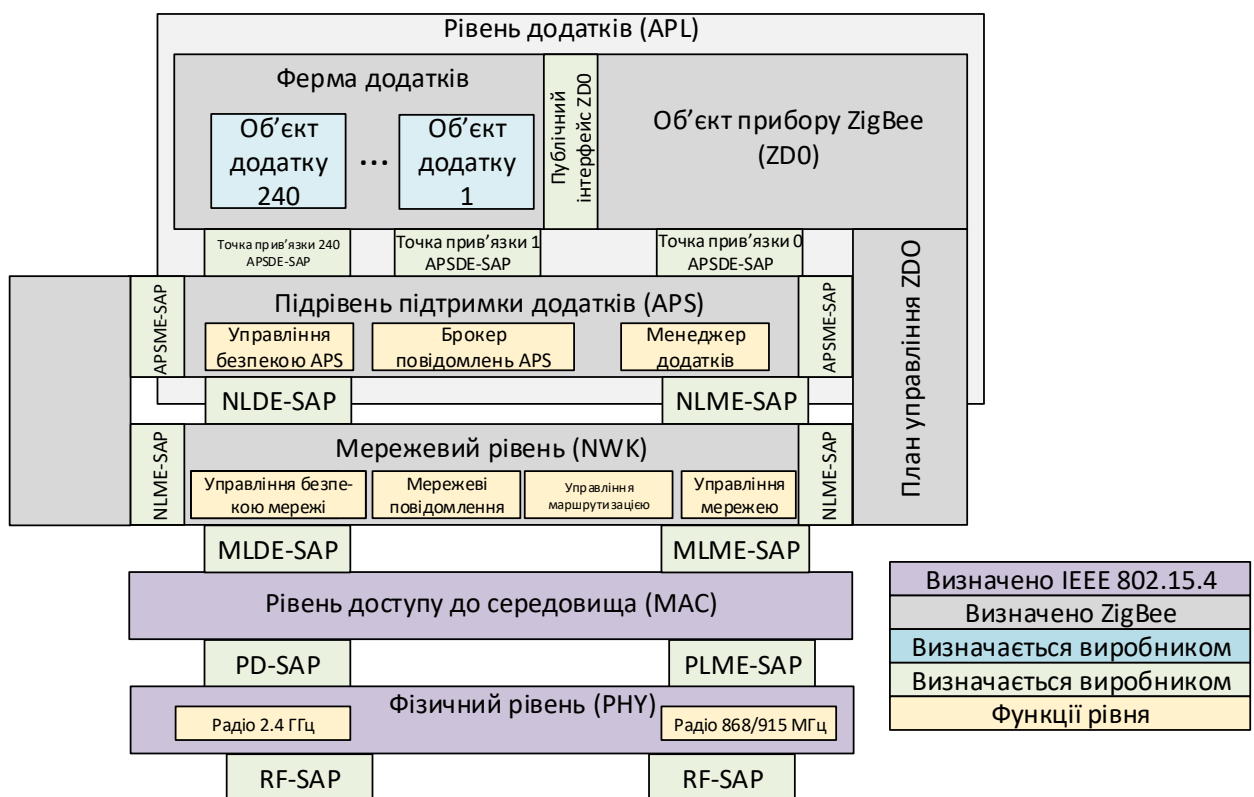 Рівень додатків (APL)
Ферма додатків
Об’єкт
додатку
240
...
Об’єкт
додатку
1
Публічний
інтерфейс ZD0
Об’єкт прибору ZigBee
(ZD0)
Точка прив’язки 240
APSDE-SAP
Точка прив’язки 1
APSDE-SAP
Точка прив’язки 0
APSDE-SAP
План управління ZDO
APSME-SAP
Підрівень підтримки додатків (APS)
Управління
безпекою APS
Брокер
повідомлень APS
Менеджер
додатків
APSME-SAP
NLDE-SAP
NLME-SAP
NLME-SAP
Мережевий рівень (NWK)
Управління безпе-
кою мережі
Мережеві
повідомлення
Управління
маршрутизацією
Управління
мережею
NLME-SAP
MLDE-SAP
MLME-SAP
Рівень доступу до середовища (MAC)
PD-SAP
PLME-SAP
Фізичний рівень (PHY)
Радіо 2.4 ГГц
Радіо 868/915 МГц
RF-SAP
RF-SAP
Визначено IEEE 802.15.4
Визначено ZigBee
Визначається виробником
Визначається виробником
Функції рівня